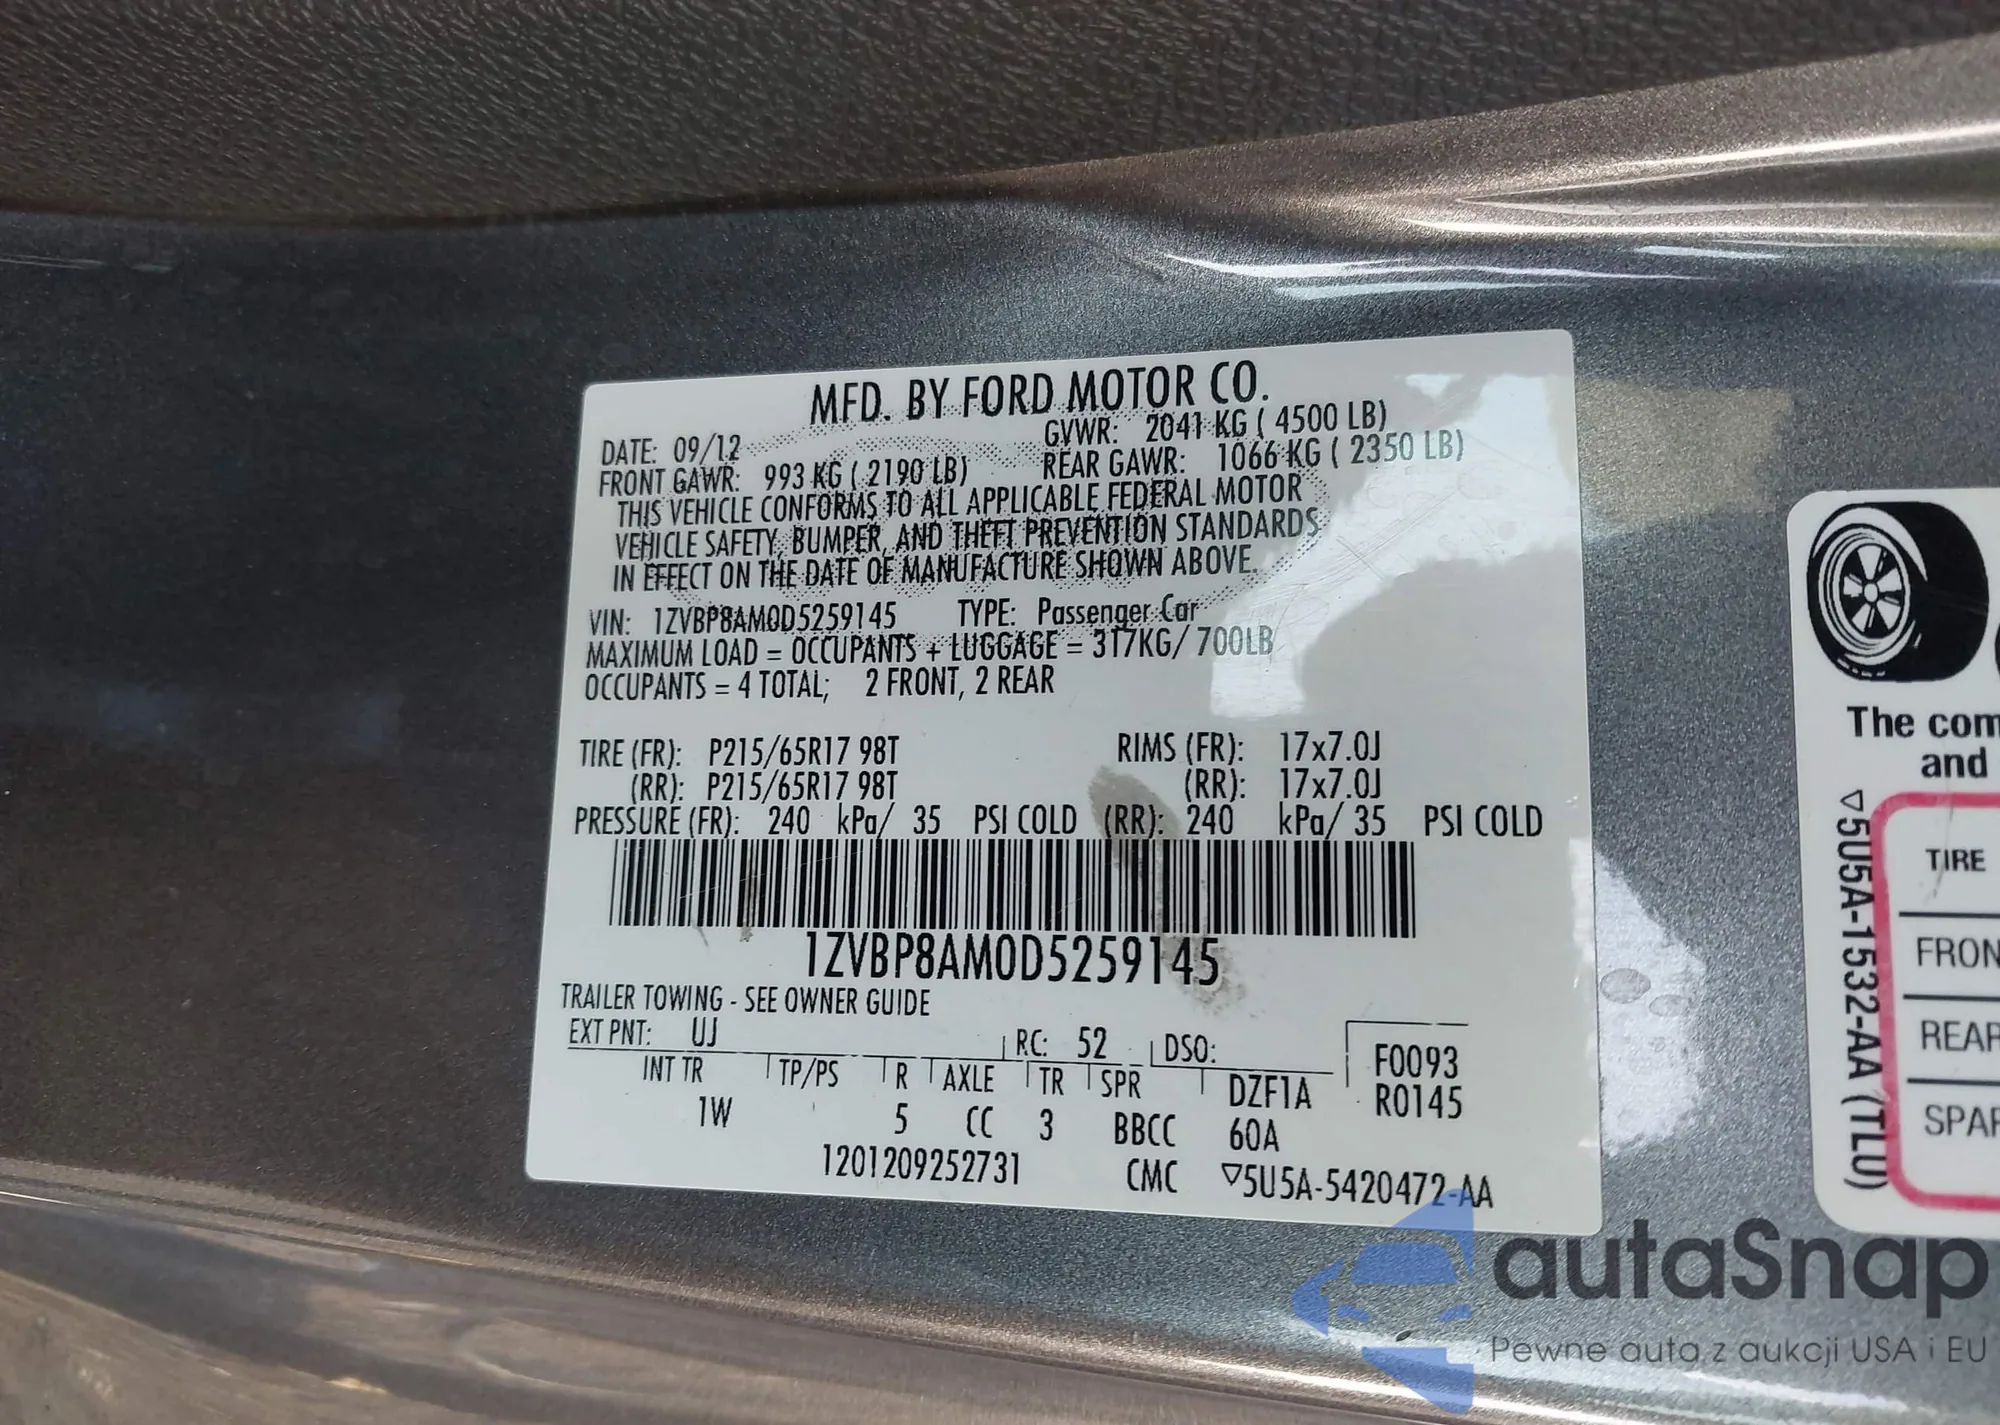 MFD. BY FORD MOTOR CO.
DATE: 09/12 GVWR: 2041 KG ( 4500 LB)
FRONT GAWR: 993 KG ( 2190 LB) REAR GAWR: 1066 KG ( 2350 LB)
THIS VEHICLE CONFORMS TO ALL APPLICABLE FEDERAL MOTOR
VEHICLE SAFETY, BUMPER, AND THEFT PREVENTION STANDARDS
IN EFFECT ON THE DATE OF MANUFACTURE SHOWN ABOVE.
VIN: 1ZVBP8AM0D5259145 TYPE: Passenger Car
MAXIMUM LOAD = OCCUPANTS + LUGGAGE = 317KG/ 700LB
OCCUPANTS = 4 TOTAL; 2 FRONT, 2 REAR
TIRE (FR): P215/65R17 98T RIMS (FR): 17x7.0J
(RR): P215/65R17 98T (RR): 17x7.0J
PRESSURE (FR): 240 kPa/ 35 PSI COLD (RR): 240 kPa/ 35 PSI COLD
1ZVBP8AM0D5259145
TRAILER TOWING - SEE OWNER GUIDE
EXT PNT: UJ RC: 52 DSO: F0093
INT TR TP/PS R AXLE TR SPR DZF1A R0145
1W 5 CC 3 BBCC 60A
1201209252731 CMC ▽5U5A-5420472-AA
The com
and
▽5U5A-1532-AA (TLU)
TIRE
FRON
REAR
SPAR
autaSnap
Pewne auta z aukcji USA i EU